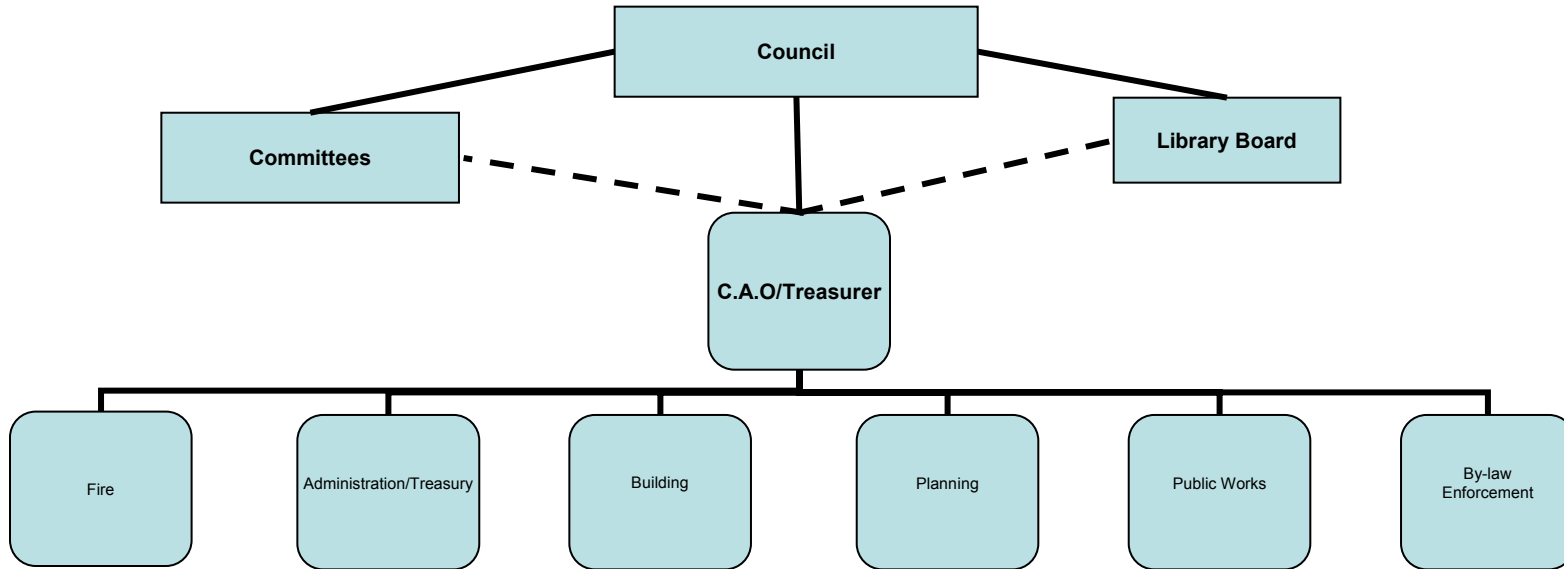 Council
Committees
Library Board
C.A.O/Treasurer
Fire
Administration/Treasury
Building
Planning
Public Works
By-law
Enforcement